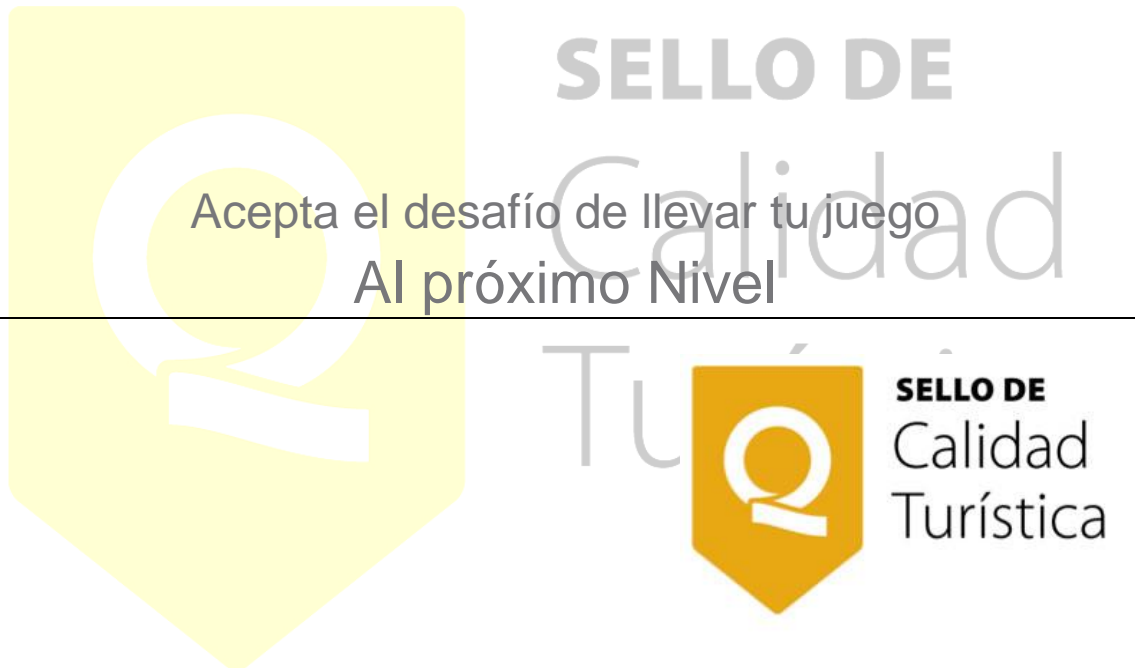 SELLO DE
Calidad
Acepta el desafío de llevar tu juego
Al próximo Nivel
SELLO DE
Calidad
Turística